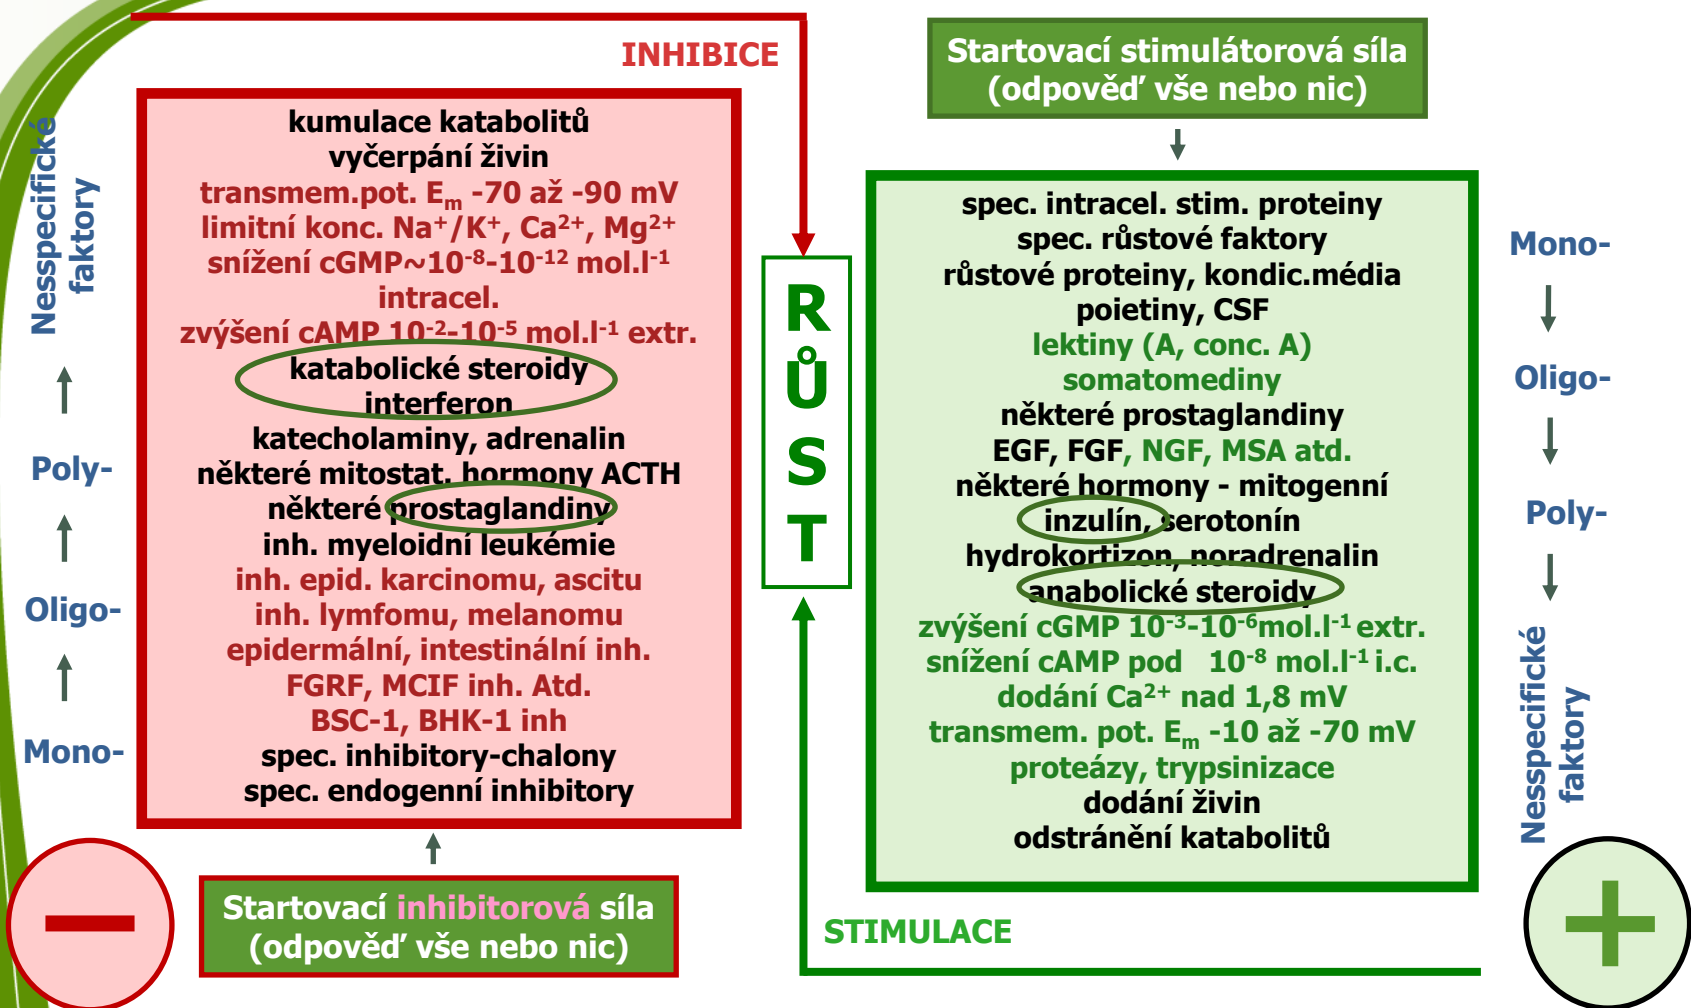 INHIBICE
Startovací stimulátorová síla
(odpověď vše nebo nic)
Nesspecifické
faktory
Poly-
Oligo-
Mono-
kumulace katabolitů
vyčerpání živin
transmem.pot. Eₘ -70 až -90 mV
limitní konc. Na⁺/K⁺, Ca²⁺, Mg²⁺
snížení cGMP~10⁻⁸-10⁻¹² mol.l⁻¹
intracel.
zvýšení cAMP 10⁻²-10⁻⁵ mol.l⁻¹ extr.
katabolické steroidy
interferon
katecholaminy, adrenalin
některé mitostat. hormony ACTH
některé prostaglandiny
inh. myeloidní leukémie
inh. epid. karcinomu, ascitu
inh. lymfomu, melanomu
epidermální, intestinální inh.
FGRF, MCIF inh. Atd.
BSC-1, BHK-1 inh
spec. inhibitory-chalony
spec. endogenní inhibitory
R
Ů
S
T
spec. intracel. stim. proteiny
spec. růstové faktory
růstové proteiny, kondic.média
poietiny, CSF
lektiny (A, conc. A)
somatomediny
některé prostaglandiny
EGF, FGF, NGF, MSA atd.
některé hormony - mitogenní
inzulín, serotonín
hydrokortizon, noradrenalin
anabolické steroidy
zvýšení cGMP 10⁻³-10⁻⁶mol.l⁻¹ extr.
snížení cAMP pod 10⁻⁸ mol.l⁻¹ i.c.
dodání Ca²⁺ nad 1,8 mV
transmem. pot. Eₘ -10 až -70 mV
proteázy, trypsinizace
dodání živin
odstránění katabolitů
Mono-
Oligo-
Poly-
Nesspecifické
faktory
Startovací inhibitorová síla
(odpověď vše nebo nic)
STIMULACE